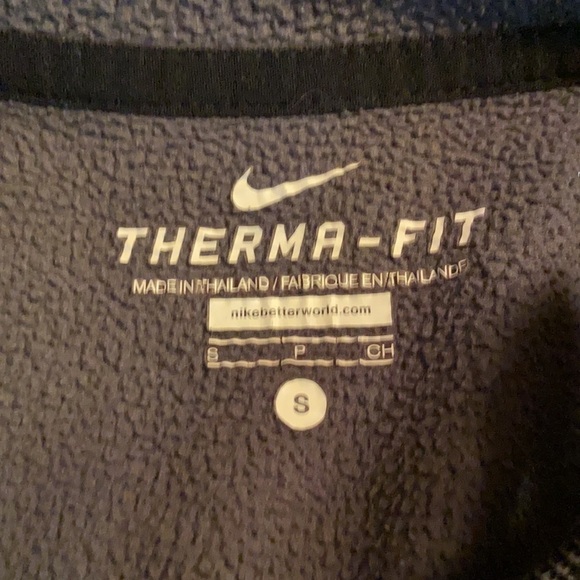 THERMA-FIT
MADE IN THAILAND / FABRIQUE EN THAILANDE
nikebetterworld.com
S P CH
S